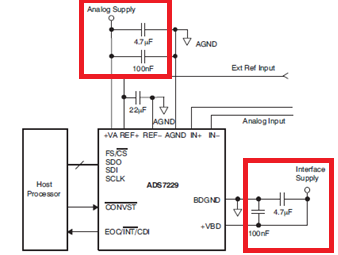 Analog Supply
4.7μF
AGND
100nF
Ext Ref Input
22μF
AGND
Analog Input
+VA REF+ REF− AGND IN+ IN−
FS/CS
SDO
SDI
SCLK
ADS7229
Host
Processor
Interface
Supply
BDGND
4.7μF
CONVST
+VBD
100nF
EOC/INT/CDI